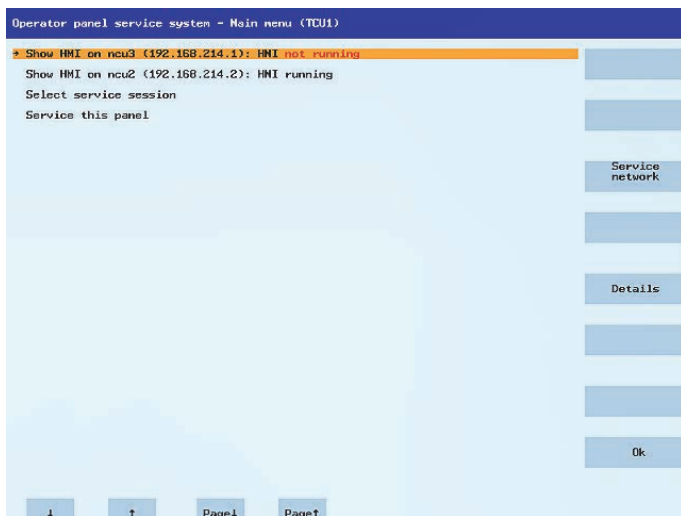 Operator panel service system - Main menu (TCU1)
→ Show HMI on ncu3 (192.168.214.1): HMI not running
Show HMI on ncu2 (192.168.214.2): HMI running
Select service session
Service this panel
Service
network
Details
Ok
↓ ↑ Page↓ Page↑